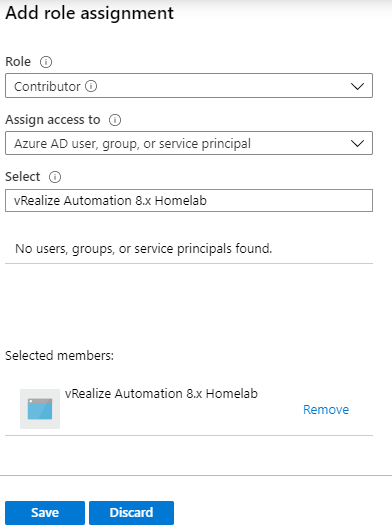 Add role assignment
Role
Contributor
Assign access to
Azure AD user, group, or service principal
Select
vRealize Automation 8.x Homelab
No users, groups, or service principals found.
Selected members:
vRealize Automation 8.x Homelab
Remove
Save
Discard